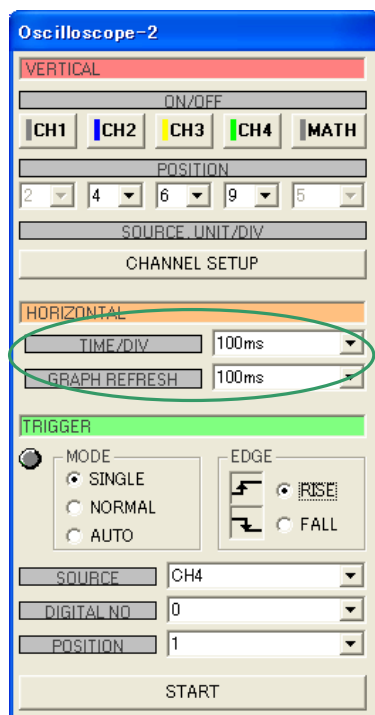 Oscilloscope-2
VERTICAL
ON/OFF
CH1 CH2 CH3 CH4 MATH
POSITION
2 4 6 9 5
SOURCE, UNIT/DIV
CHANNEL SETUP
HORIZONTAL
TIME/DIV 100ms
GRAPH REFRESH 100ms
TRIGGER
MODE EDGE
SINGLE RISE
NORMAL
FALL
AUTO
SOURCE CH4
DIGITAL NO 0
POSITION 1
START